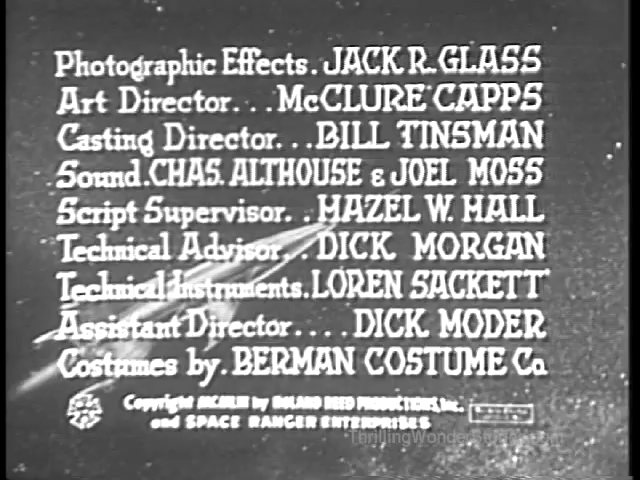 Photographic Effects. JACK R. GLASS
Art Director. . . McCLURE CAPPS
Casting Director. . . BILL TINSMAN
Sound. CHAS. ALTHOUSE & JOEL MOSS
Script Supervisor. . HAZEL W. HALL
Technical Advisor. . DICK MORGAN
Technical Instruments. LOREN SACKETT
Assistant Director. . . . DICK MODER
Costumes by. BERMAN COSTUME Co.
Copyright by ROLAND REED PRODUCTIONS, Inc.
and SPACE RANGER ENTERPRISES
ThrillingWonderStories.com